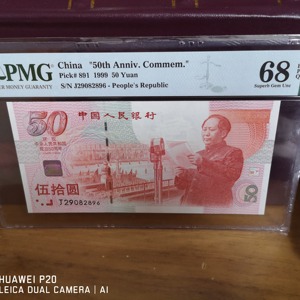 PMG
China "50th Anniv. Commem."
Pick# 891 1999 50 Yuan
S/N J29082896 - People's Republic
68
Superb Gem Unc
50
中国人民银行
伍拾圆
J29082896
50
HUAWEI P20
LEICA DUAL CAMERA | AI